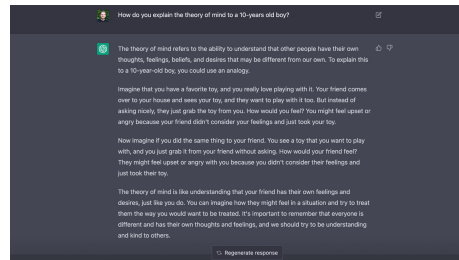 How do you explain the theory of mind to a 10-years old boy?
The theory of mind refers to the ability to understand that other people have their own
thoughts, feelings, beliefs, and desires that may be different from our own. To explain this
to a 10-year-old boy, you could use an analogy.
Imagine that you have a favorite toy, and you really love playing with it. Your friend comes
over to your house and sees your toy, and they want to play with it too. But instead of
asking nicely, they just grab the toy from you. How would you feel? You might feel upset or
angry because your friend didn't consider your feelings and just took your toy.
Now imagine if you did the same thing to your friend. You see a toy that you want to play
with, and you just grab it from your friend without asking. How would your friend feel?
They might feel upset or angry with you because you didn't consider their feelings and
just took their toy.
The theory of mind is like understanding that your friend has their own feelings and
desires, just like you do. You can imagine how they might feel in a situation and try to treat
them the way you would want to be treated. It's important to remember that everyone is
different and has their own thoughts and feelings, and we should try to be understanding
and kind to others.
Regenerate response